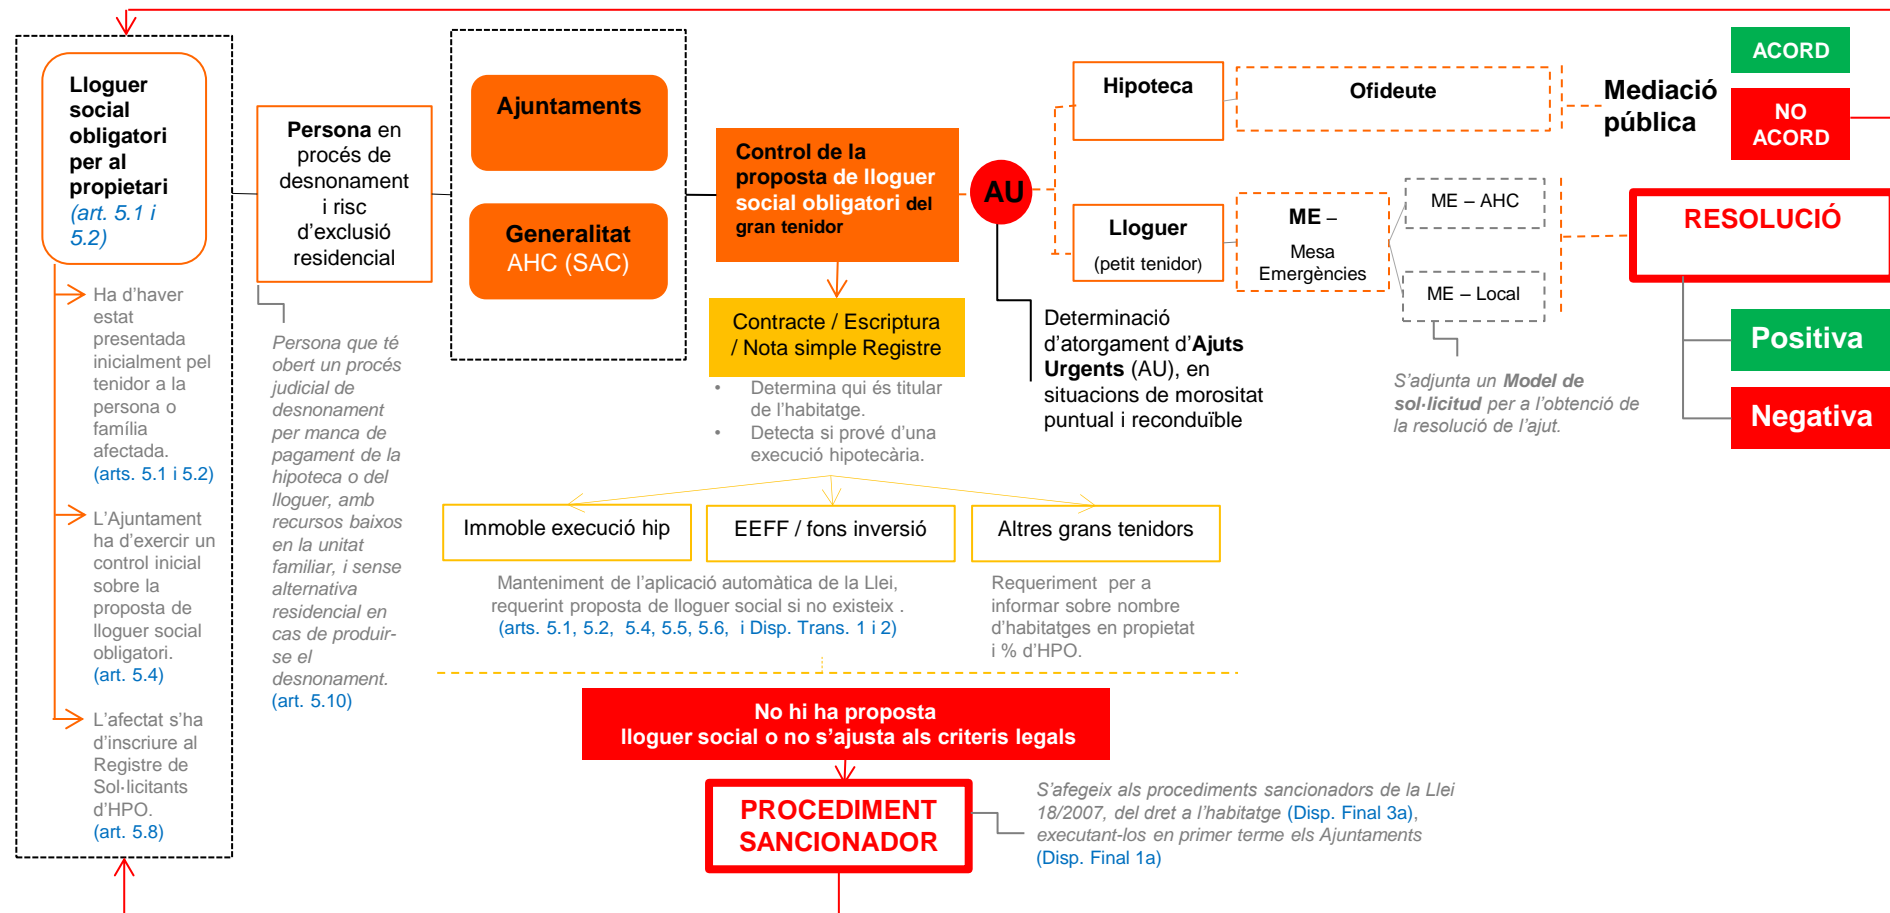 Lloguer
social
obligatori
per al
propietari
(art. 5.1 i
5.2)
Ha d’haver
estat
presentada
inicialment pel
tenidor a la
persona o
família
afectada.
(arts. 5.1 i 5.2)
L’Ajuntament
ha d’exercir un
control inicial
sobre la
proposta de
lloguer social
obligatori.
(art. 5.4)
L’afectat s’ha
d’inscriure al
Registre de
Sol·licitants
d’HPO.
(art. 5.8)
Persona en
procés de
desnonament
i risc
d’exclusió
residencial
Persona que té
obert un procés
judicial de
desnonament
per manca de
pagament de la
hipoteca o del
lloguer, amb
recursos baixos
en la unitat
familiar, i sense
alternativa
residencial en
cas de produir-
se el
desnonament.
(art. 5.10)
Ajuntaments
Generalitat
AHC (SAC)
Control de la
proposta de lloguer
social obligatori del
gran tenidor
Contracte / Escriptura
/ Nota simple Registre
• Determina qui és titular
de l’habitatge.
• Detecta si prové d’una
execució hipotecària.
Immoble execució hip
EEFF / fons inversió
Altres grans tenidors
Manteniment de l’aplicació automàtica de la Llei,
requerint proposta de lloguer social si no existeix .
(arts. 5.1, 5.2, 5.4, 5.5, 5.6, i Disp. Trans. 1 i 2)
Requeriment per a
informar sobre nombre
d’habitatges en propietat
i % d’HPO.
No hi ha proposta
lloguer social o no s’ajusta als criteris legals
PROCEDIMENT
SANCIONADOR
S’afegeix als procediments sancionadors de la Llei
18/2007, del dret a l’habitatge (Disp. Final 3a),
executant-los en primer terme els Ajuntaments
(Disp. Final 1a)
AU
Determinació
d’atorgament d’Ajuts
Urgents (AU), en
situacions de morositat
puntual i reconduïble
Hipoteca
Ofideute
Mediació
pública
ACORD
NO
ACORD
Lloguer
(petit tenidor)
ME –
Mesa
Emergències
ME – AHC
ME – Local
S’adjunta un Model de
sol·licitud per a l’obtenció de
la resolució de l’ajut.
RESOLUCIÓ
Positiva
Negativa